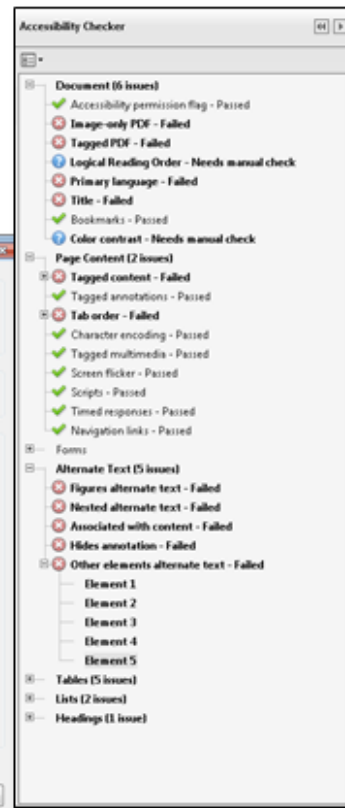 Accessibility Checker
Document (6 issues)
Accessibility permission flag - Passed
Image-only PDF - Failed
Tagged PDF - Failed
Logical Reading Order - Needs manual check
Primary language - Failed
Title - Failed
Bookmarks - Passed
Color contrast - Needs manual check
Page Content (2 issues)
Tagged content - Failed
Tagged annotations - Passed
Tab order - Failed
Character encoding - Passed
Tagged multimedia - Passed
Screen flicker - Passed
Scripts - Passed
Timed responses - Passed
Navigation links - Passed
Forms
Alternate Text (5 issues)
Figures alternate text - Failed
Nested alternate text - Failed
Associated with content - Failed
Hides annotation - Failed
Other elements alternate text - Failed
Element 1
Element 2
Element 3
Element 4
Element 5
Tables (5 issues)
Lists (2 issues)
Headings (1 issue)